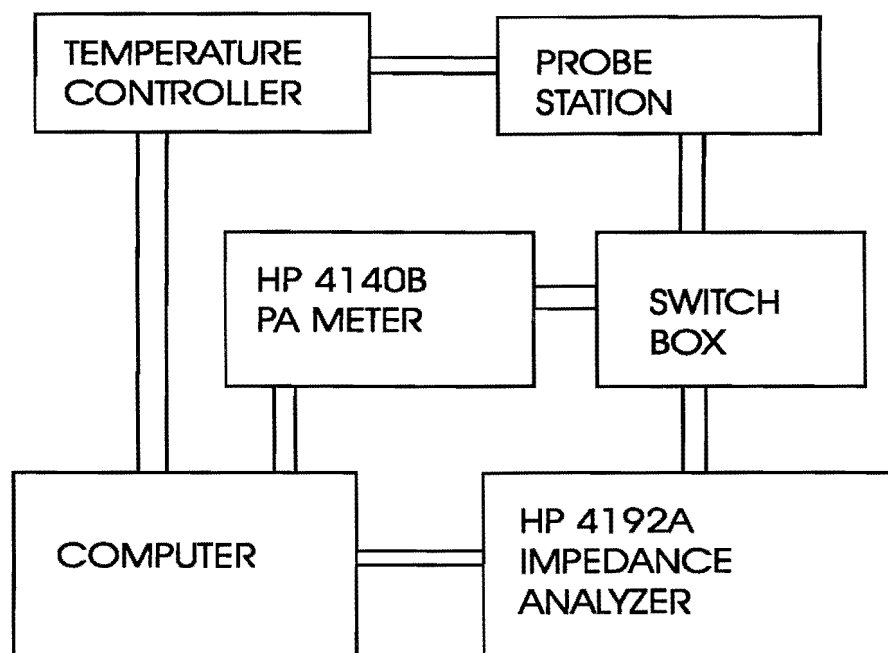 TEMPERATURE
CONTROLLER
PROBE
STATION
HP 4140B
PA METER
SWITCH
BOX
COMPUTER
HP 4192A
IMPEDANCE
ANALYZER